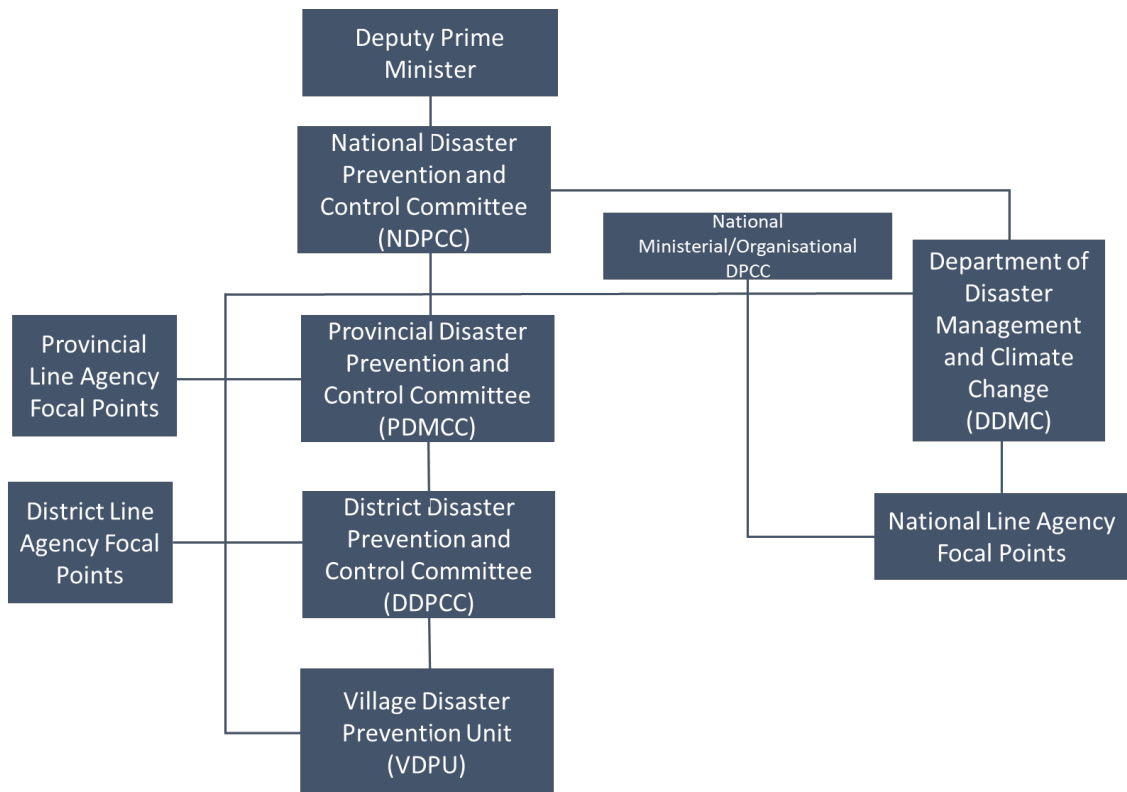 Deputy Prime
Minister
National Disaster
Prevention and
Control Committee
(NDPCC)
National
Ministerial/Organisational
DPCC
Department of
Disaster
Management
and Climate
Change
(DDMC)
Provincial
Line Agency
Focal Points
Provincial Disaster
Prevention and
Control Committee
(PDMCC)
District Line
Agency Focal
Points
District Disaster
Prevention and
Control Committee
(DDPCC)
National Line Agency
Focal Points
Village Disaster
Prevention Unit
(VDPU)